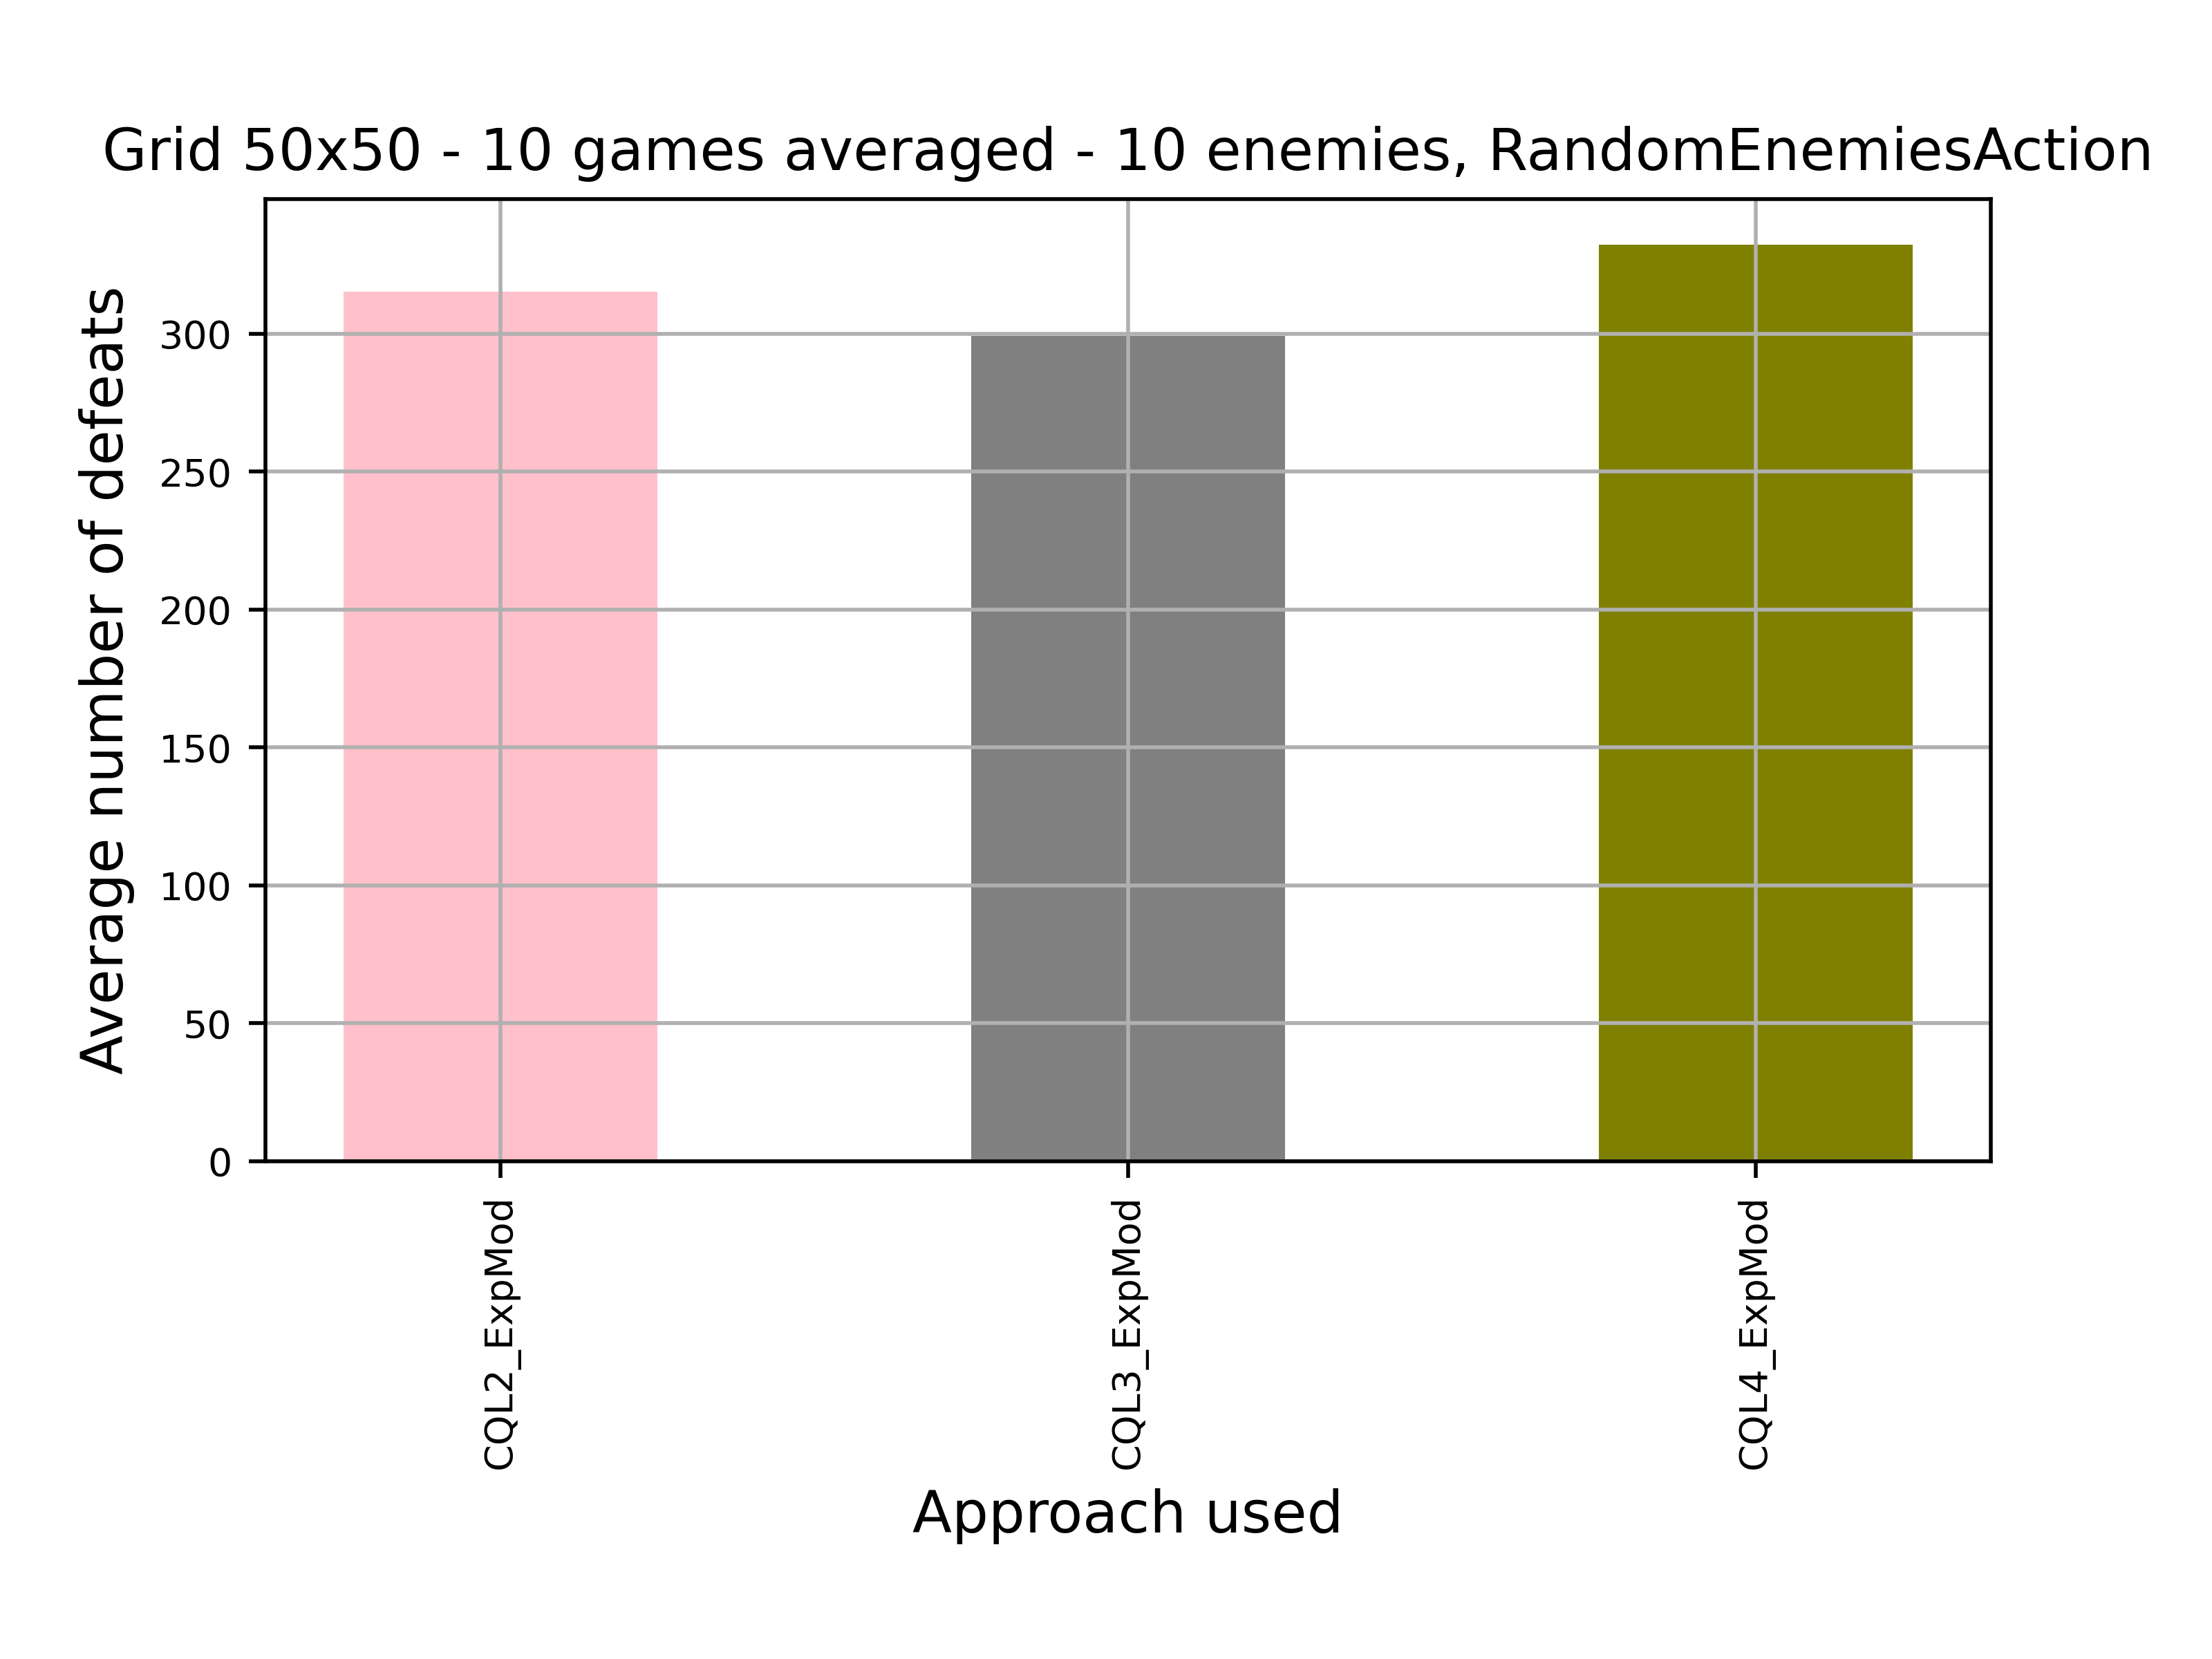 Grid 50x50 - 10 games averaged - 10 enemies, RandomEnemiesAction
Average number of defeats
300
250
200
150
100
50
0
CQL2_ExpMod
CQL3_ExpMod
CQL4_ExpMod
Approach used